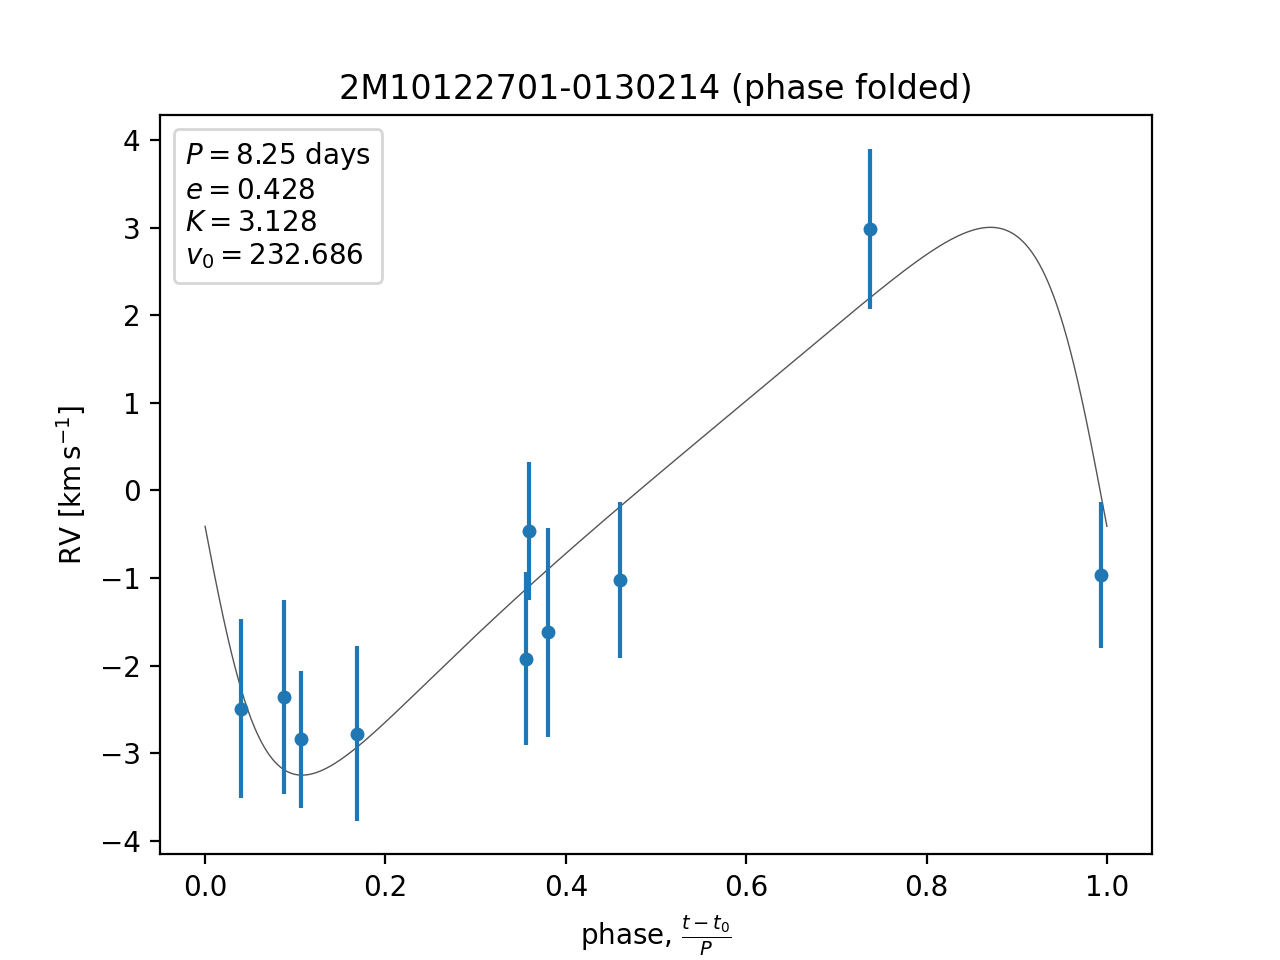 2M10122701-0130214 (phase folded)
P = 8.25 days
e = 0.428
K = 3.128
v₀ = 232.686
4
3
2
1
0
−1
−2
−3
−4
RV [km s⁻¹]
0.0 0.2 0.4 0.6 0.8 1.0
phase, (t − t₀)/P